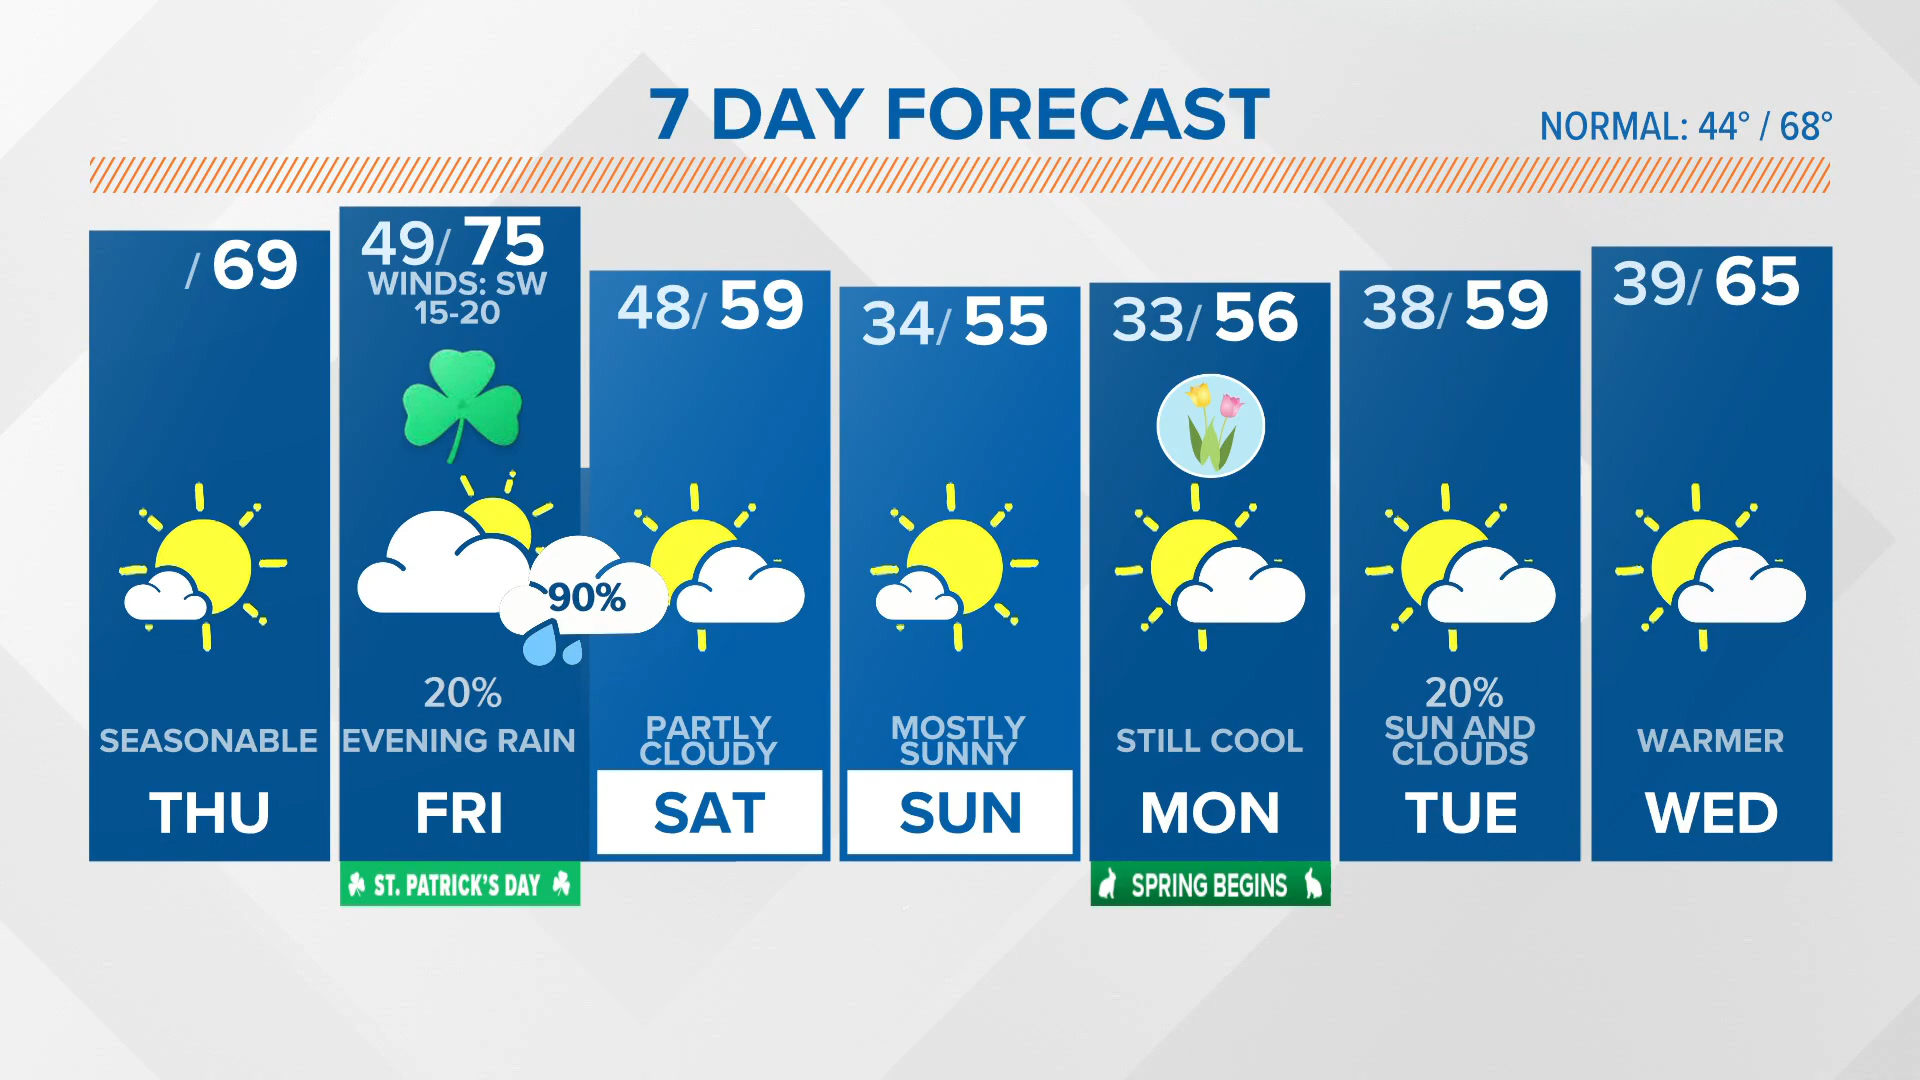 7 DAY FORECAST
NORMAL: 44° / 68°
/ 69
49/ 75
WINDS: SW
15-20
48/ 59
34/ 55
33/ 56
38/ 59
39/ 65
90%
20%
20%
SEASONABLE
EVENING RAIN
PARTLY
CLOUDY
MOSTLY
SUNNY
STILL COOL
SUN AND
CLOUDS
WARMER
THU
FRI
SAT
SUN
MON
TUE
WED
ST. PATRICK'S DAY
SPRING BEGINS